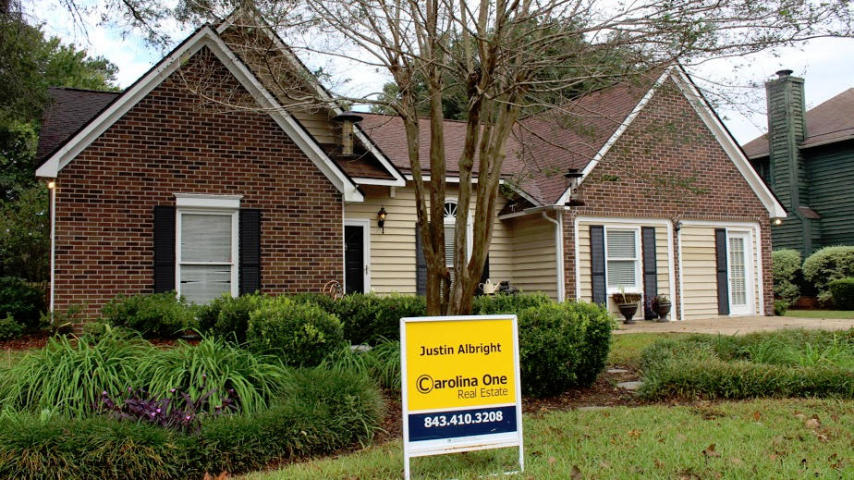 Justin Albright
Carolina One
Real Estate
843.410.3208